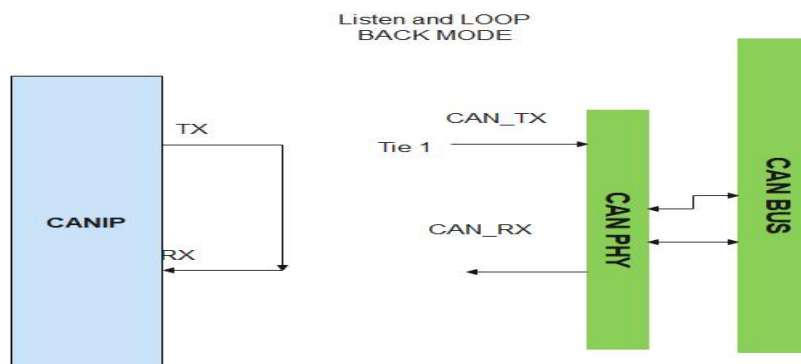 Listen and LOOP
BACK MODE
TX
CAN_TX
Tie 1
CANIP
RX
CAN_RX
CAN PHY
CAN BUS